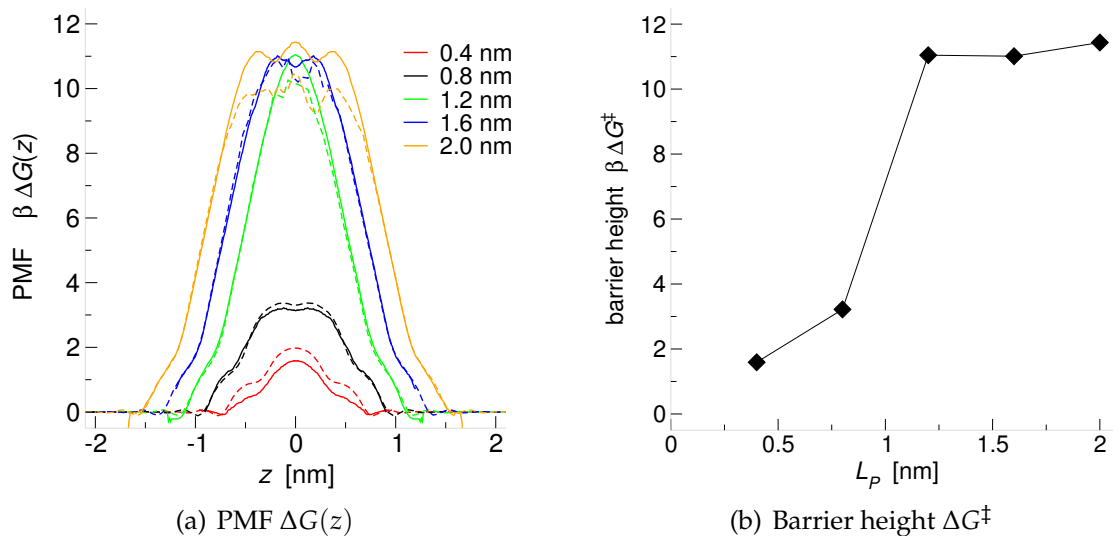 12
10
8
6
4
2
0
PMF β ΔG(z)
0.4 nm
0.8 nm
1.2 nm
1.6 nm
2.0 nm
-2 -1 0 1 2
z [nm]
(a) PMF ΔG(z)
12
10
8
6
4
2
0
barrier height β ΔG‡
0 0.5 1 1.5 2
L_P [nm]
(b) Barrier height ΔG‡